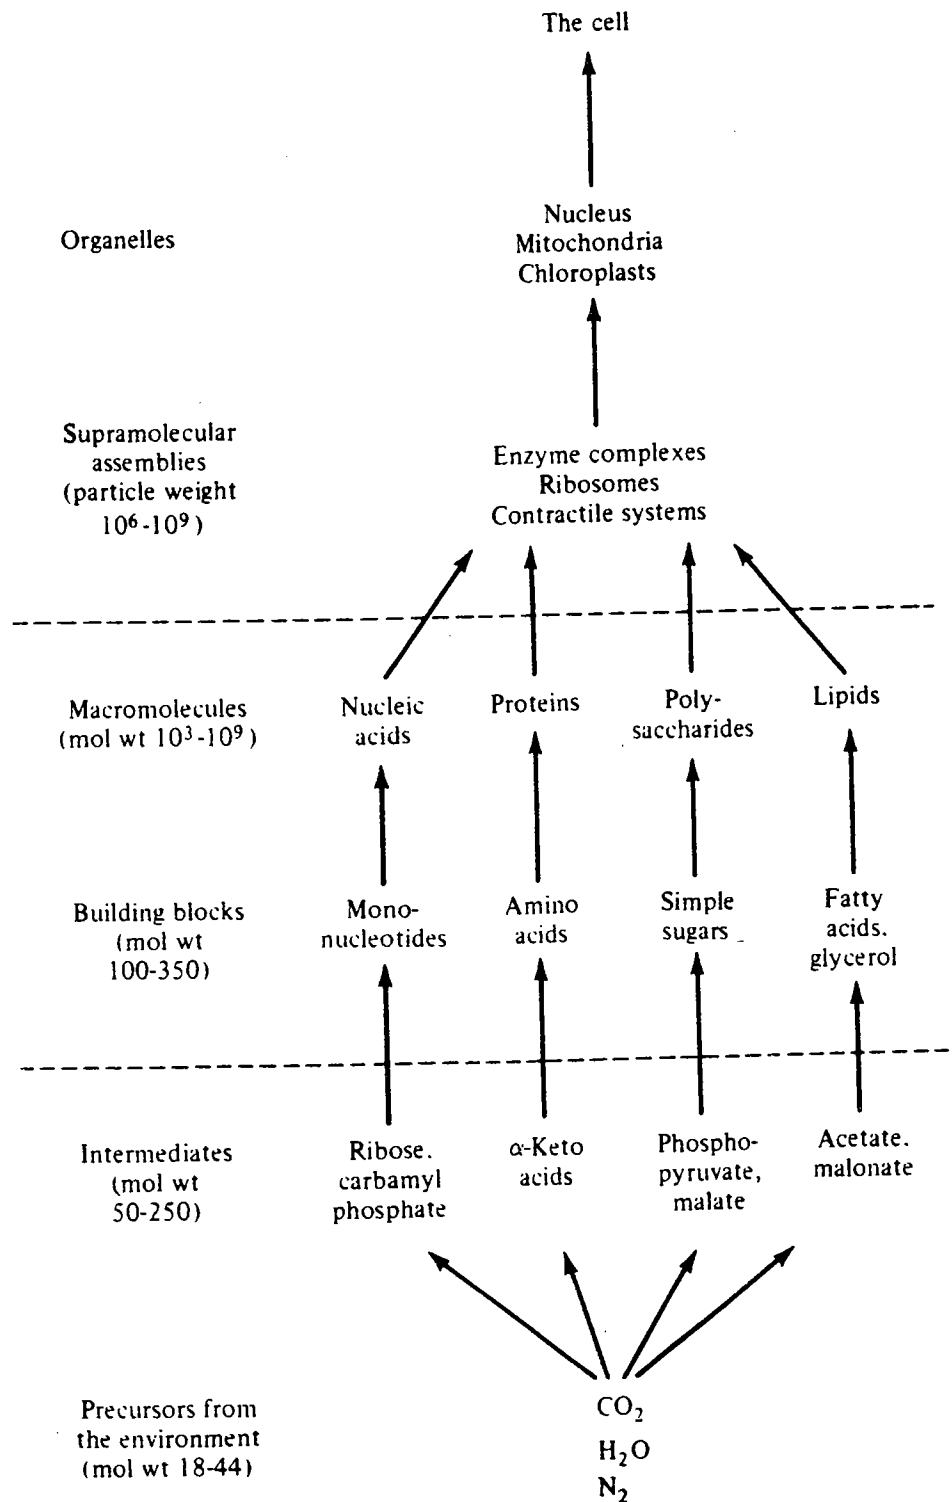 The cell
Organelles
Nucleus
Mitochondria
Chloroplasts
Supramolecular
assemblies
(particle weight
10⁶-10⁹)
Enzyme complexes
Ribosomes
Contractile systems
Macromolecules
(mol wt 10³-10⁹)
Nucleic
acids
Proteins
Poly-
saccharides
Lipids
Building blocks
(mol wt
100-350)
Mono-
nucleotides
Amino
acids
Simple
sugars
Fatty
acids.
glycerol
Intermediates
(mol wt
50-250)
Ribose.
carbamyl
phosphate
α-Keto
acids
Phospho-
pyruvate,
malate
Acetate.
malonate
Precursors from
the environment
(mol wt 18-44)
CO₂
H₂O
N₂